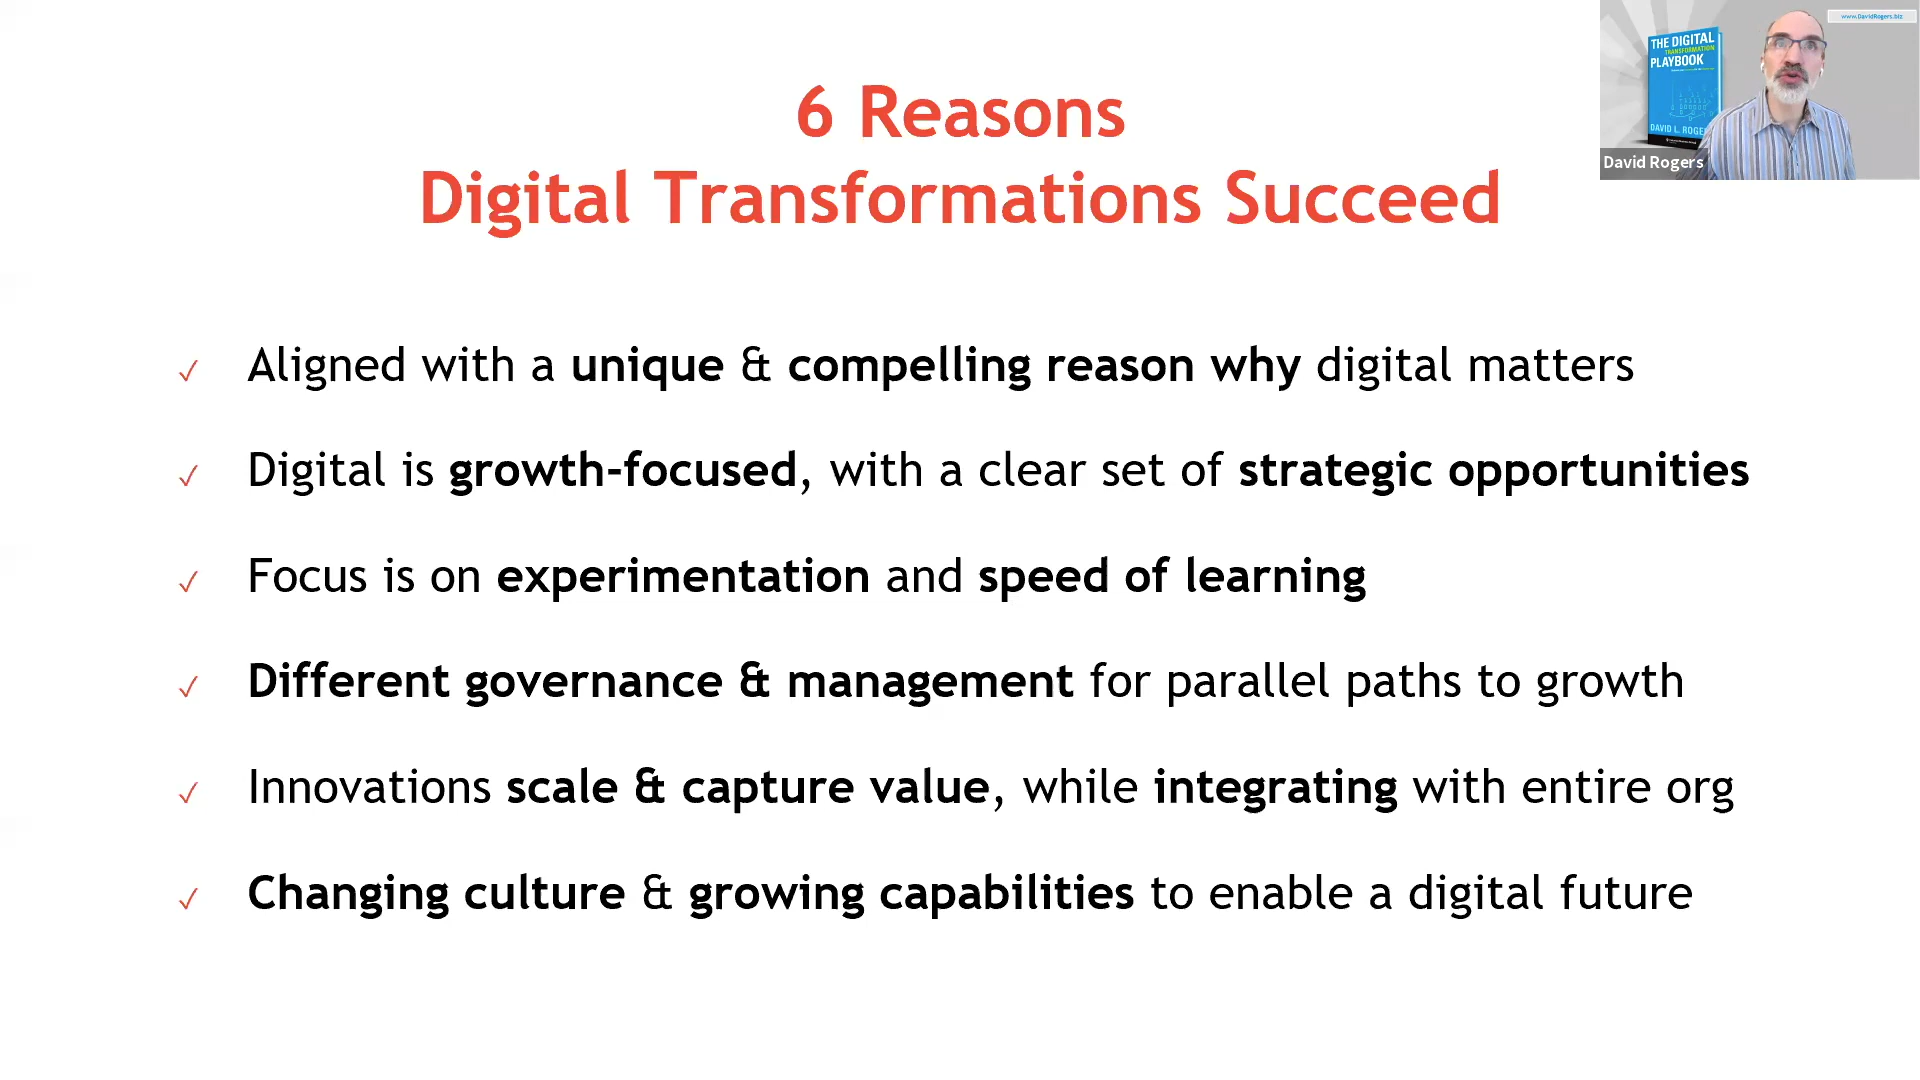 6 Reasons
Digital Transformations Succeed
✓ Aligned with a unique & compelling reason why digital matters
✓ Digital is growth-focused, with a clear set of strategic opportunities
✓ Focus is on experimentation and speed of learning
✓ Different governance & management for parallel paths to growth
✓ Innovations scale & capture value, while integrating with entire org
✓ Changing culture & growing capabilities to enable a digital future
www.DavidRogers.biz
THE DIGITAL
TRANSFORMATION
PLAYBOOK
DAVID L. ROGE
David Rogers